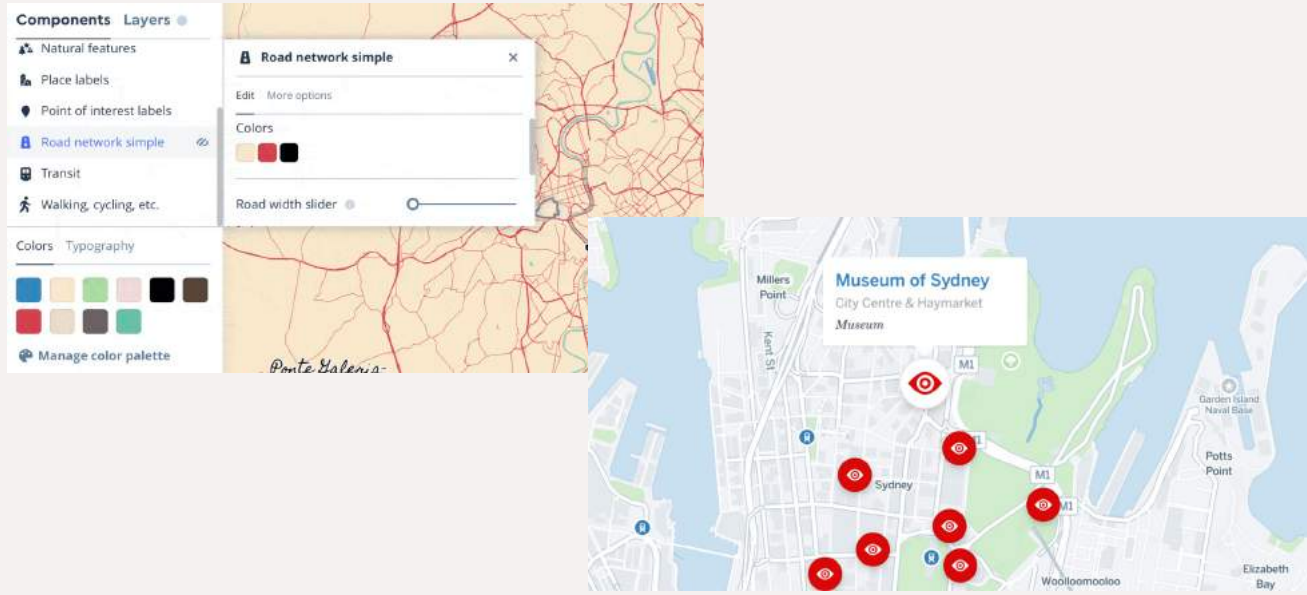 Components Layers
Natural features
Place labels
Point of interest labels
Road network simple
Transit
Walking, cycling, etc.
Colors Typography
Manage color palette
Road network simple
Edit More options
Colors
Road width slider
Ponte Galeria-
Millers
Point
Kent St
Museum of Sydney
City Centre & Haymarket
Museum
M1
Garden Island
Naval Base
Potts
Point
M1
M1
Sydney
Woolloomooloo
Elizabeth
Bay